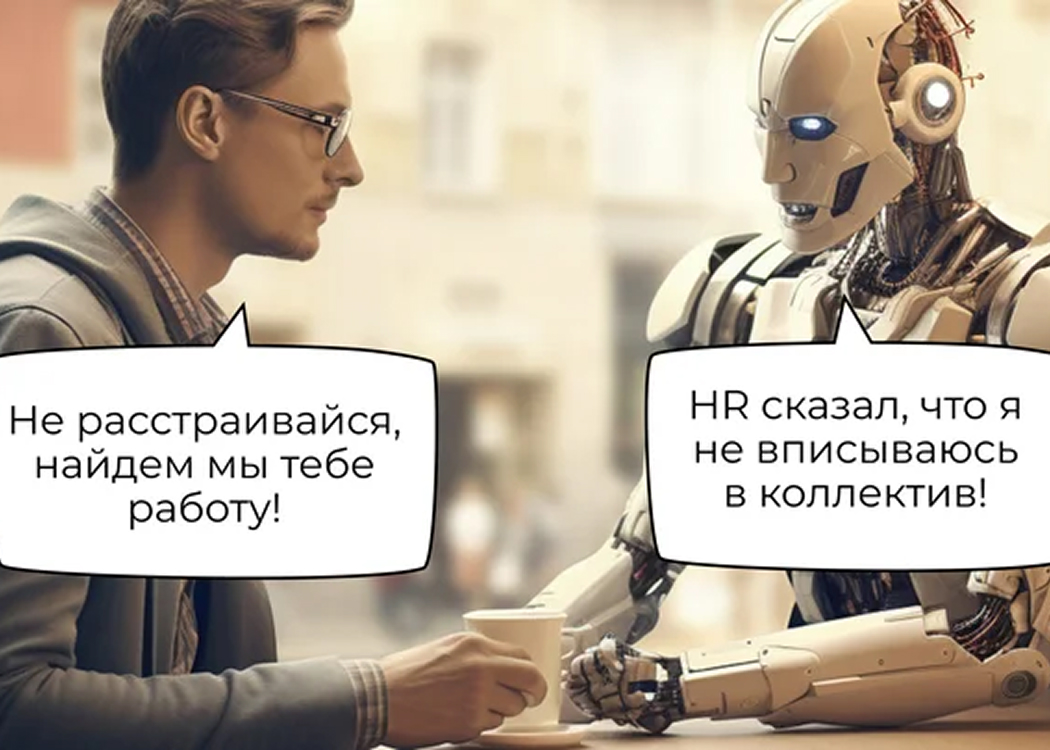 Не расстраивайся,
найдем мы тебе
работу!
HR сказал, что я
не вписываюсь
в коллектив!